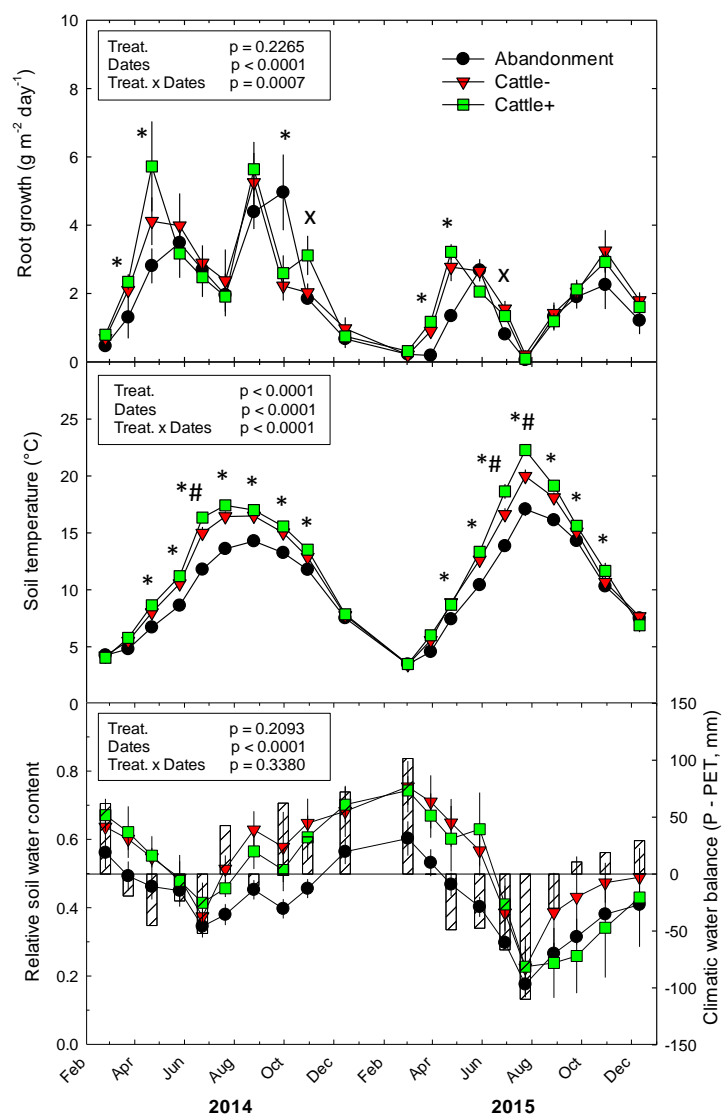 10
8
6
4
2
0
Root growth (g m-2 day-1)
Treat. p = 0.2265
Dates p < 0.0001
Treat. x Dates p = 0.0007
Abandonment
Cattle-
Cattle+
* * * x * * x
25
20
15
10
5
0
Soil temperature (°C)
Treat. p < 0.0001
Dates p < 0.0001
Treat. x Dates p < 0.0001
* * *# * * * * * * *# *# * * *
0.8
0.6
0.4
0.2
0.0
Relative soil water content
Treat. p = 0.2093
Dates p < 0.0001
Treat. x Dates p = 0.3380
150
100
50
0
-50
-100
-150
Climatic water balance (P - PET, mm)
Feb Apr Jun Aug Oct Dec Feb Apr Jun Aug Oct Dec
2014 2015